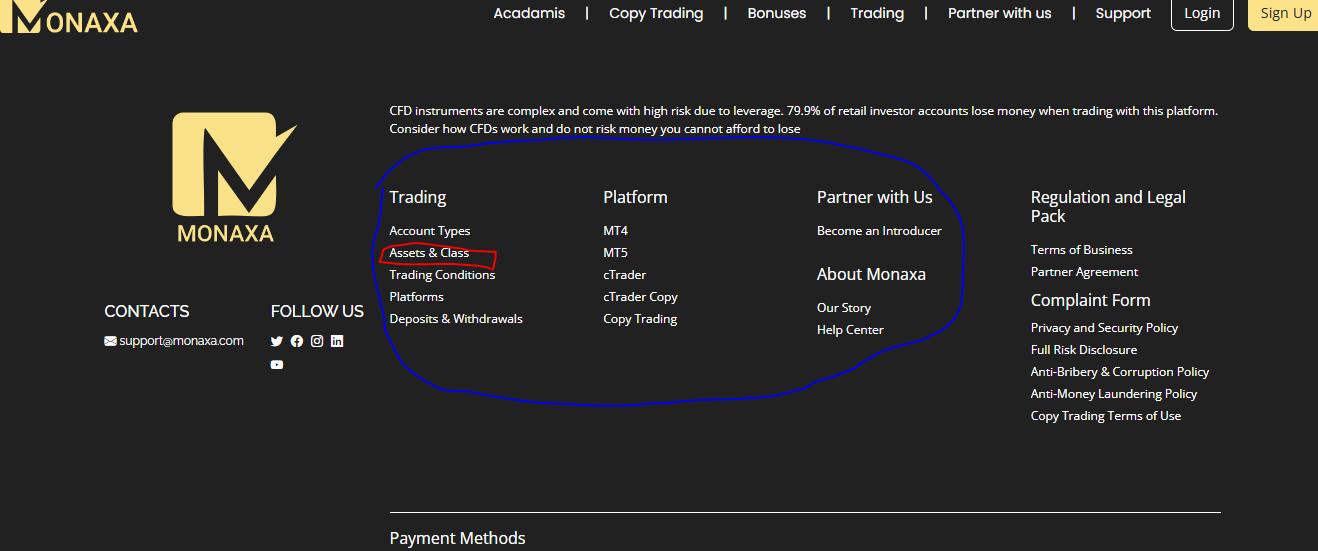 MONAXA
Acadamis | Copy Trading | Bonuses | Trading | Partner with us | Support Login Sign Up
CFD instruments are complex and come with high risk due to leverage. 79.9% of retail investor accounts lose money when trading with this platform.
Consider how CFDs work and do not risk money you cannot afford to lose
MONAXA
CONTACTS
support@monaxa.com
FOLLOW US
Trading
Account Types
Assets & Class
Trading Conditions
Platforms
Deposits & Withdrawals
Platform
MT4
MT5
cTrader
cTrader Copy
Copy Trading
Partner with Us
Become an Introducer
About Monaxa
Our Story
Help Center
Regulation and Legal
Pack
Terms of Business
Partner Agreement
Complaint Form
Privacy and Security Policy
Full Risk Disclosure
Anti-Bribery & Corruption Policy
Anti-Money Laundering Policy
Copy Trading Terms of Use
Payment Methods